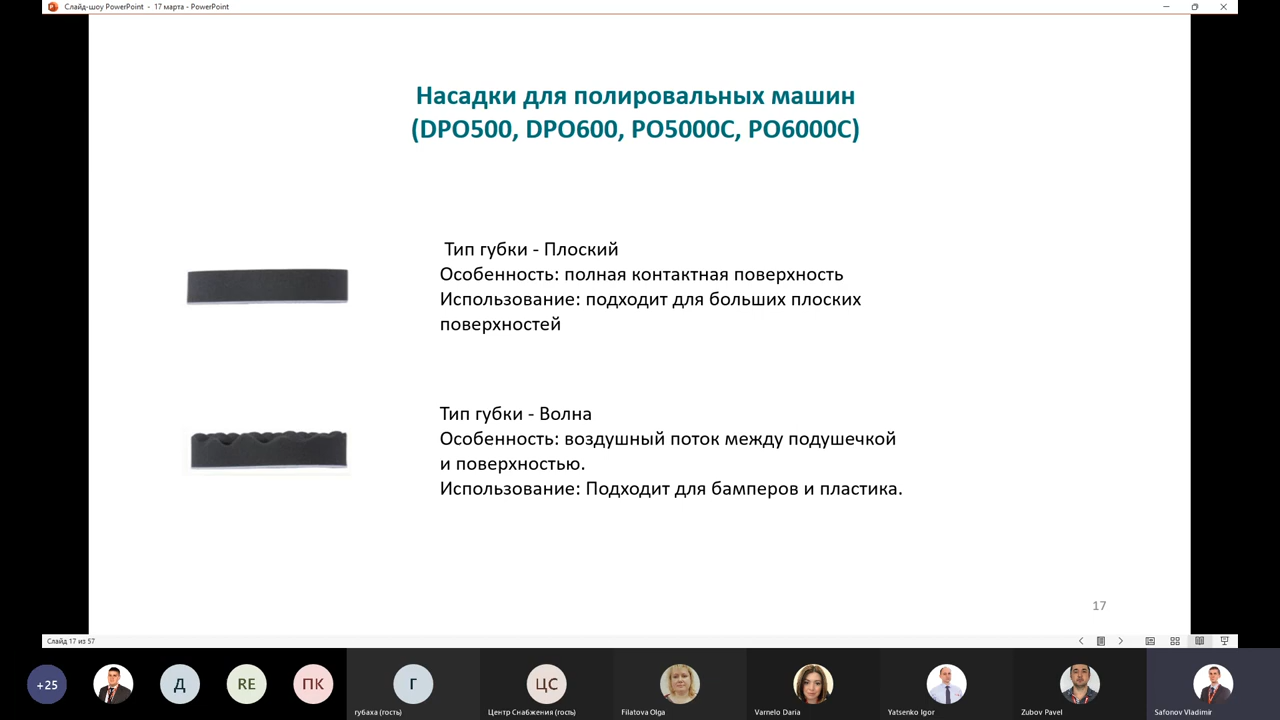 Слайд-шоу PowerPoint - 17 марта - PowerPoint
Насадки для полировальных машин
(DPO500, DPO600, PO5000C, PO6000C)
Тип губки - Плоский
Особенность: полная контактная поверхность
Использование: подходит для больших плоских
поверхностей
Тип губки - Волна
Особенность: воздушный поток между подушечкой
и поверхностью.
Использование: Подходит для бамперов и пластика.
17
Слайд 17 из 57
+25
Д
RE
ПК
Г
ЦС
губаха (гость)
Центр Снабжения (гость)
Filatova Olga
Varnelo Daria
Yatsenko Igor
Zubov Pavel
Safonov Vladimir